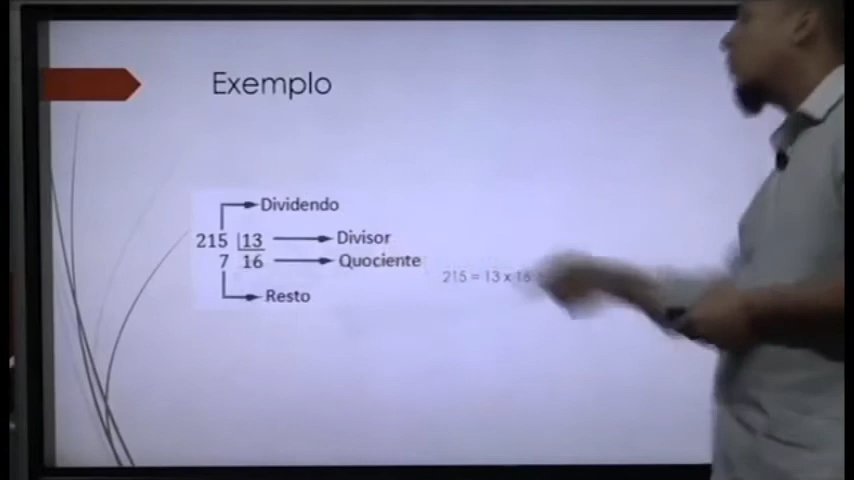 Exemplo
Dividendo
215 13 Divisor
7 16 Quociente
215 = 13 x 16
Resto